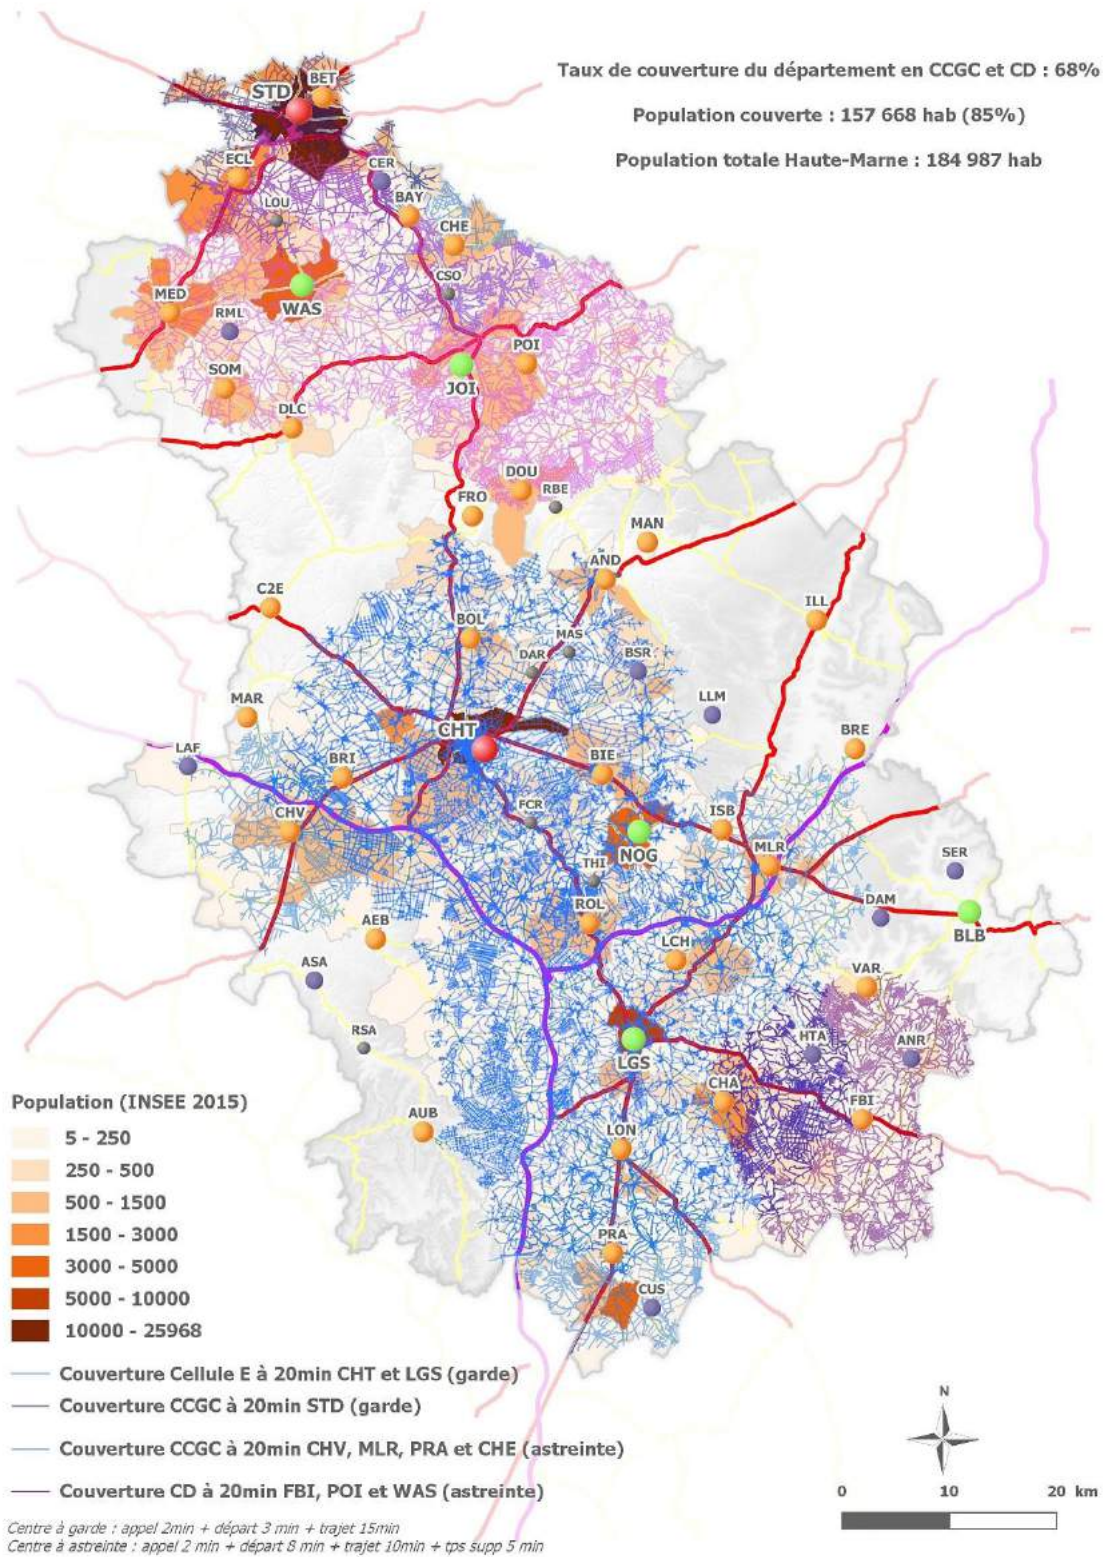 Taux de couverture du département en CCGC et CD : 68%
Population couverte : 157 668 hab (85%)
Population totale Haute-Marne : 184 987 hab
BET
STD
ECL
CER
LOU
BAY
CHE
CSO
MED
WAS
RML
POI
SOM
JOI
DLC
DOU
FRO
RBE
MAN
AND
C2E
ILL
BOL
MAS
DAR
BSR
MAR
LLM
CHT
LAF
BRI
BIE
BRE
CHV
FCR
ISB
NOG
MLR
THI
SER
ROL
DAM
AEB
BLB
LCH
ASA
VAR
RSA
HTA
ANR
LGS
CHA
FBI
AUB
LON
PRA
CUS
Population (INSEE 2015)
5 - 250
250 - 500
500 - 1500
1500 - 3000
3000 - 5000
5000 - 10000
10000 - 25968
Couverture Cellule E à 20min CHT et LGS (garde)
Couverture CCGC à 20min STD (garde)
Couverture CCGC à 20min CHV, MLR, PRA et CHE (astreinte)
Couverture CD à 20min FBI, POI et WAS (astreinte)
Centre à garde : appel 2min + départ 3 min + trajet 15min
Centre à astreinte : appel 2 min + départ 8 min + trajet 10min + tps supp 5 min
N
0 10 20 km